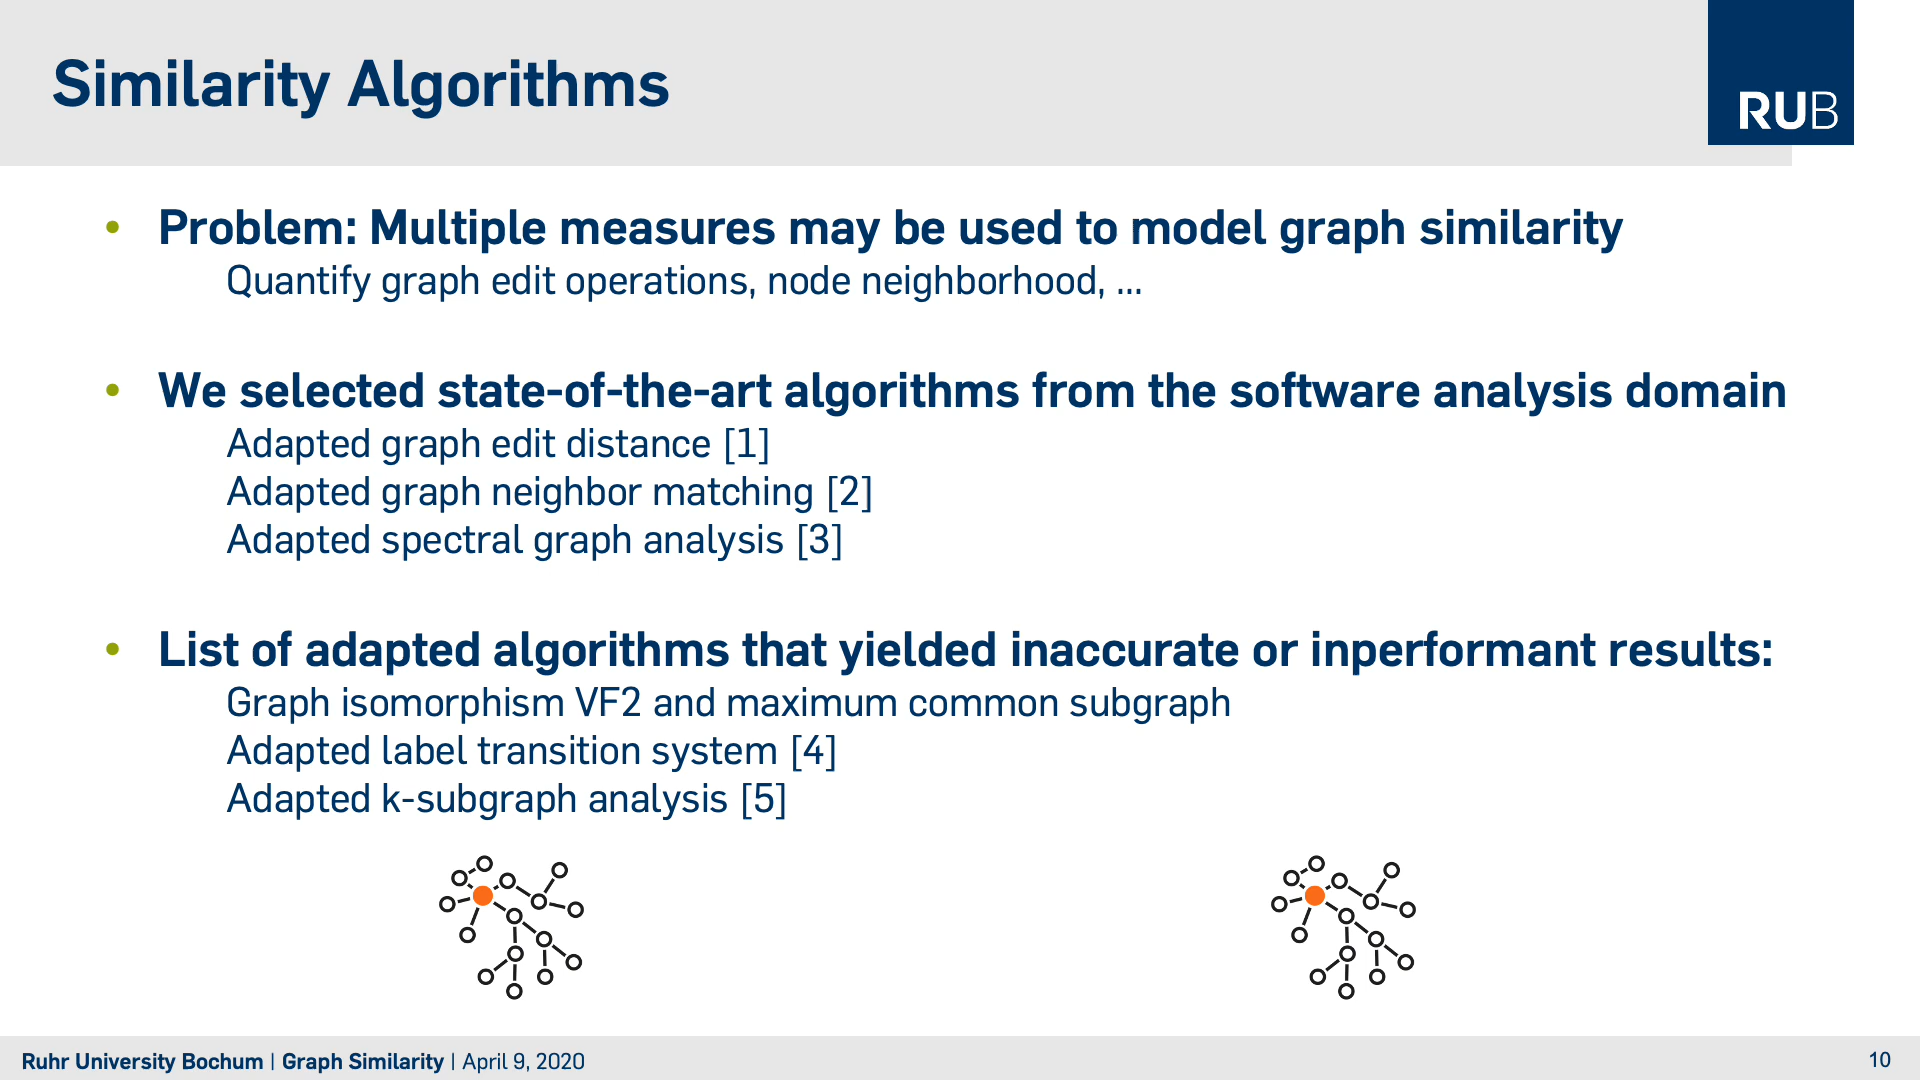 Similarity Algorithms
RUB
• Problem: Multiple measures may be used to model graph similarity
Quantify graph edit operations, node neighborhood, ...
• We selected state-of-the-art algorithms from the software analysis domain
Adapted graph edit distance [1]
Adapted graph neighbor matching [2]
Adapted spectral graph analysis [3]
• List of adapted algorithms that yielded inaccurate or inperformant results:
Graph isomorphism VF2 and maximum common subgraph
Adapted label transition system [4]
Adapted k-subgraph analysis [5]
Ruhr University Bochum | Graph Similarity | April 9, 2020
10